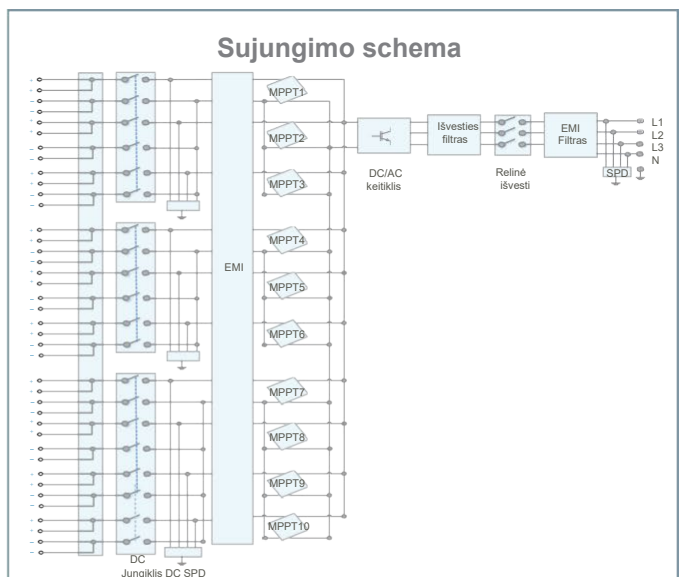 Sujungimo schema
MPPT1
MPPT2
MPPT3
MPPT4
MPPT5
MPPT6
MPPT7
MPPT8
MPPT9
MPPT10
EMI
DC/AC
keitiklis
Išvesties
filtras
Relinė
išvesti
EMI
Filtras
SPD
L1
L2
L3
N
DC
Jungiklis DC SPD